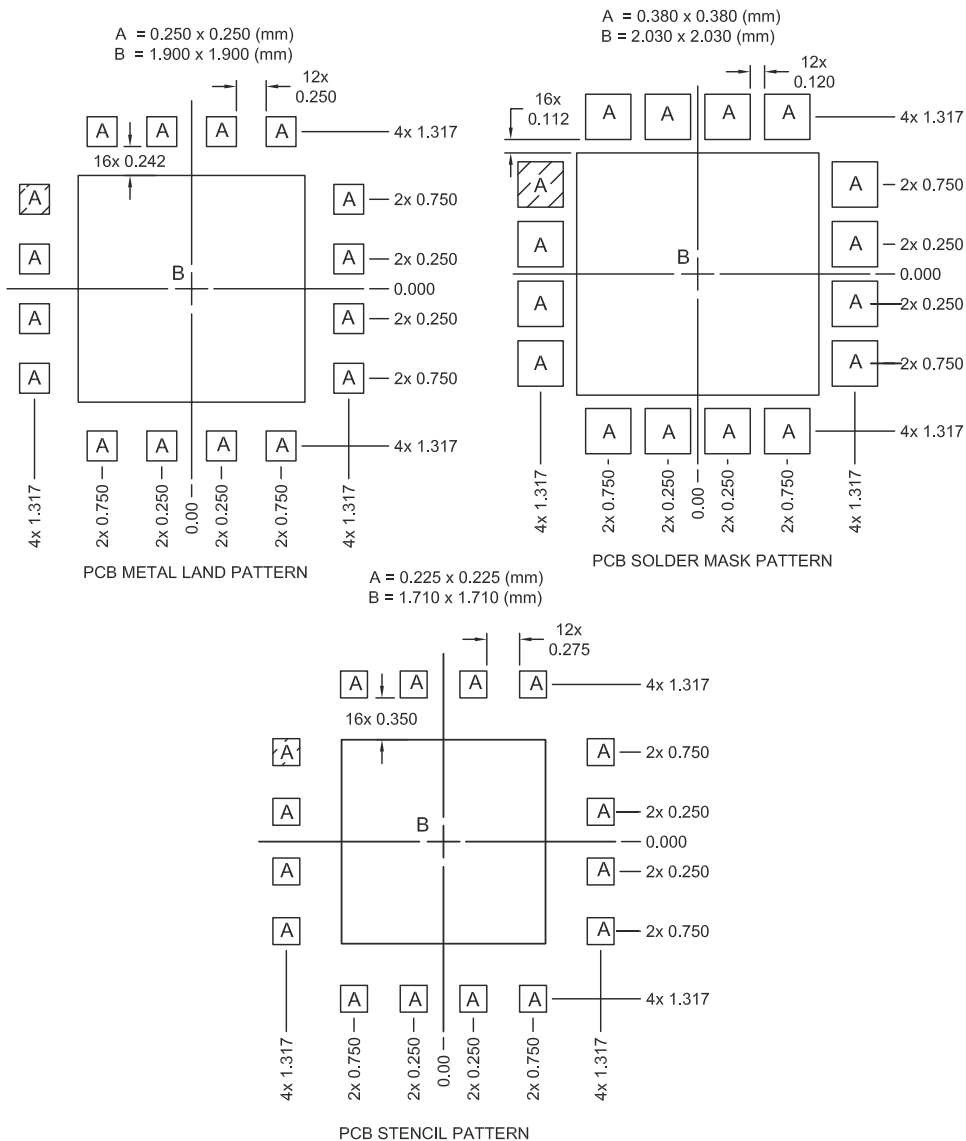 A = 0.250 x 0.250 (mm)
B = 1.900 x 1.900 (mm)
12x
0.250
A A A A
4x 1.317
16x 0.242
A A 2x 0.750
A A 2x 0.250
B
0.000
A A 2x 0.250
A A 2x 0.750
A A A A
4x 1.317
4x 1.317
2x 0.750
2x 0.250
0.00
2x 0.250
2x 0.750
4x 1.317
PCB METAL LAND PATTERN
A = 0.380 x 0.380 (mm)
B = 2.030 x 2.030 (mm)
12x
0.120
16x
0.112
A A A A
4x 1.317
A A 2x 0.750
A A 2x 0.250
B
0.000
A A 2x 0.250
A A 2x 0.750
A A A A
4x 1.317
4x 1.317
2x 0.750
2x 0.250
0.00
2x 0.250
2x 0.750
4x 1.317
PCB SOLDER MASK PATTERN
A = 0.225 x 0.225 (mm)
B = 1.710 x 1.710 (mm)
12x
0.275
A A A A
4x 1.317
16x 0.350
A A 2x 0.750
A A 2x 0.250
B
0.000
A A 2x 0.250
A A 2x 0.750
A A A A
4x 1.317
4x 1.317
2x 0.750
2x 0.250
0.00
2x 0.250
2x 0.750
4x 1.317
PCB STENCIL PATTERN